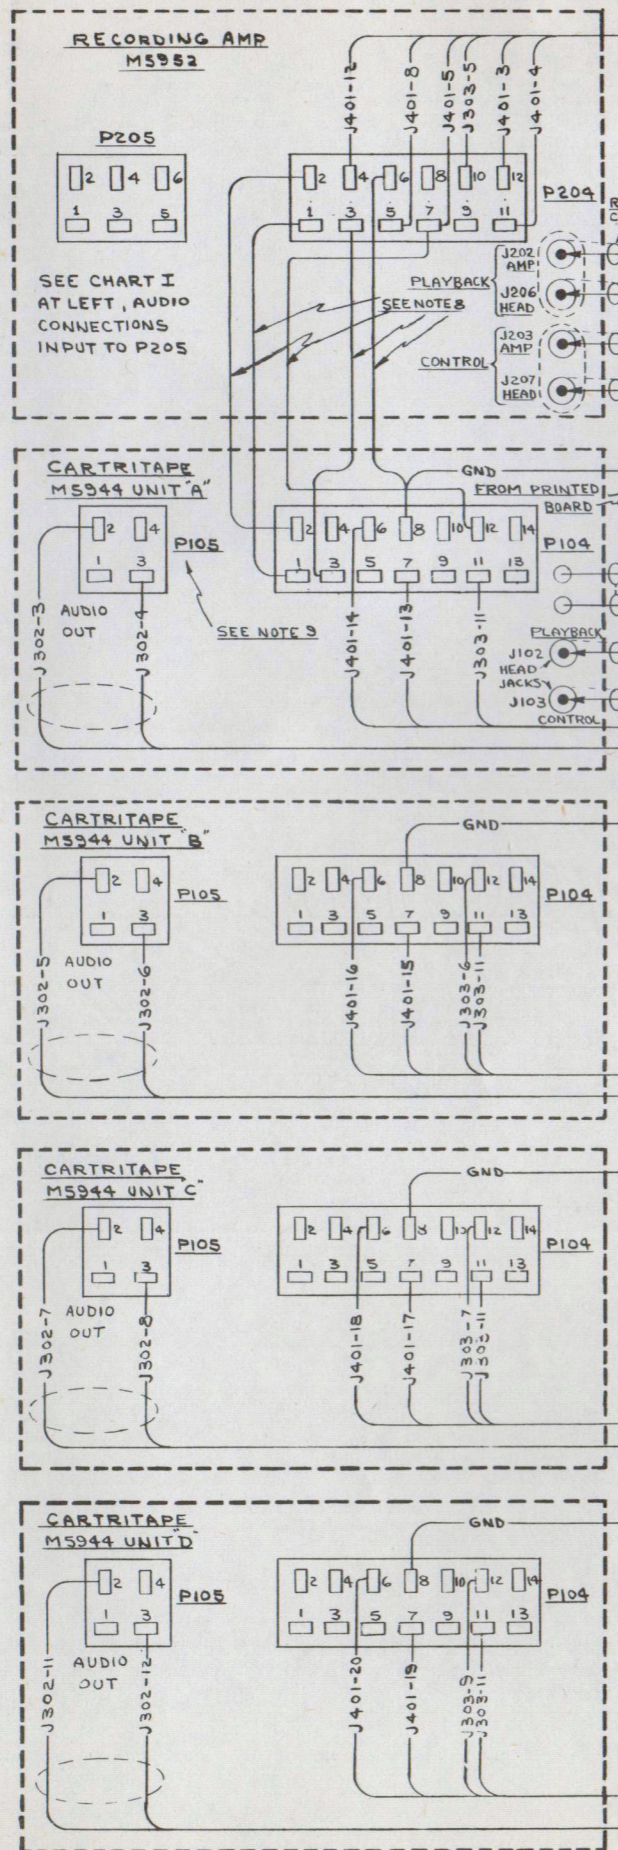 RECORDING AMP
M5952
J401-12
J401-8
J401-5
J303-5
J401-3
J401-4
P205
2 4 6
1 3 5
2 4 6 8 10 12
1 3 5 7 9 11
P204
SEE CHART I
AT LEFT, AUDIO
CONNECTIONS
INPUT TO P205
PLAYBACK
J202
AMP
J206
HEAD
SEE NOTE 8
CONTROL
J203
AMP
J207
HEAD
CARTRITAPE
M5944 UNIT "A"
GND
FROM PRINTED
BOARD
2 4
1 3
P105
2 4 6 8 10 12 14
1 3 5 7 9 11 13
P104
J302-3
AUDIO
OUT
J302-4
SEE NOTE 9
J401-14
J401-13
J303-11
PLAYBACK
J102
HEAD
JACKS
J103
CONTROL
CARTRITAPE
M5944 UNIT "B"
GND
2 4
1 3
P105
2 4 6 8 10 12 14
1 3 5 7 9 11 13
P104
J302-5
AUDIO
OUT
J302-6
J401-16
J401-15
J303-6
J303-11
CARTRITAPE
M5944 UNIT "C"
GND
2 4
1 3
P105
2 4 6 8 10 12 14
1 3 5 7 9 11 13
P104
J302-7
AUDIO
OUT
J302-8
J401-18
J401-17
J303-7
J303-11
CARTRITAPE
M5944 UNIT "D"
GND
2 4
1 3
P105
2 4 6 8 10 12 14
1 3 5 7 9 11 13
P104
J302-11
AUDIO
OUT
J302-12
J401-20
J401-19
J303-9
J303-11